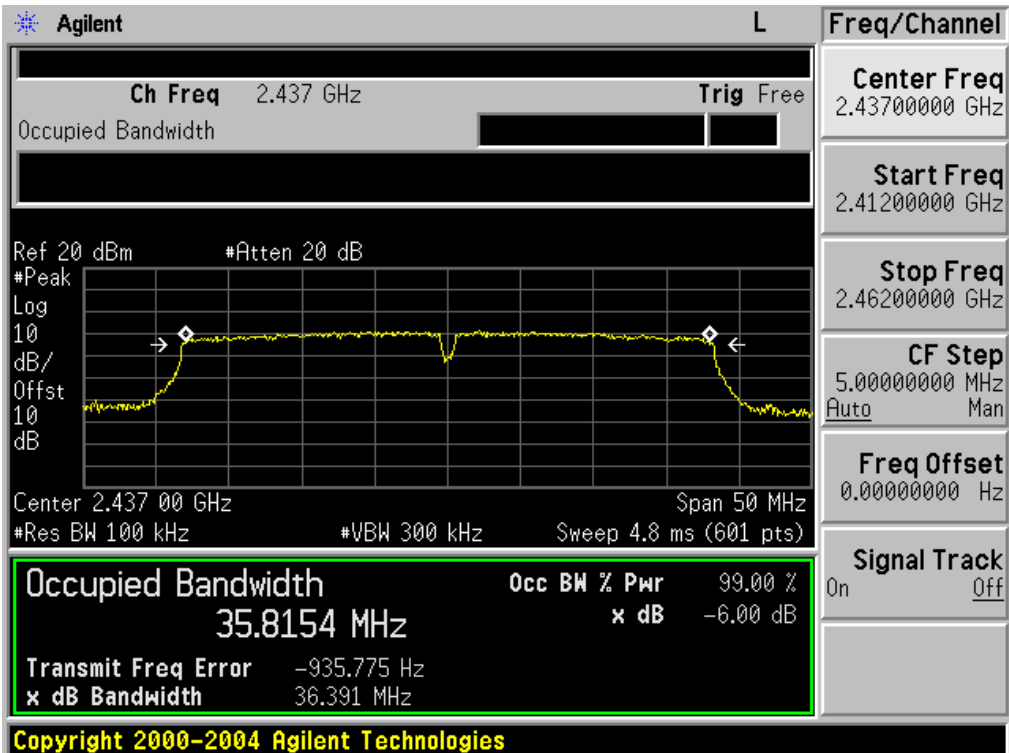 Agilent
L
Ch Freq 2.437 GHz
Trig Free
Occupied Bandwidth
Ref 20 dBm
#Atten 20 dB
#Peak
Log
10
dB/
Offst
10
dB
Center 2.437 00 GHz
Span 50 MHz
#Res BW 100 kHz
#VBW 300 kHz
Sweep 4.8 ms (601 pts)
Occupied Bandwidth
35.8154 MHz
Occ BW % Pwr 99.00 %
x dB -6.00 dB
Transmit Freq Error -935.775 Hz
x dB Bandwidth 36.391 MHz
Copyright 2000-2004 Agilent Technologies
Freq/Channel
Center Freq
2.43700000 GHz
Start Freq
2.41200000 GHz
Stop Freq
2.46200000 GHz
CF Step
5.00000000 MHz
Auto Man
Freq Offset
0.00000000 Hz
Signal Track
On Off